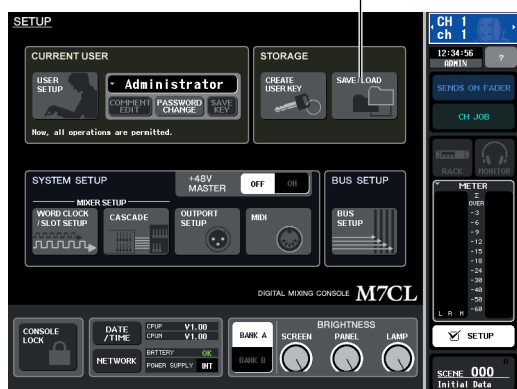 SETUP
CURRENT USER
USER
SETUP
Administrator
COMMENT
EDIT
PASSWORD
CHANGE
SAVE
KEY
Now, all operations are permitted.
STORAGE
CREATE
USER KEY
SAVE/LOAD
SYSTEM SETUP
+48V
MASTER
OFF
ON
MIXER SETUP
WORD CLOCK
/SLOT SETUP
CASCADE
OUTPORT
SETUP
MIDI
BUS SETUP
BUS
SETUP
DIGITAL MIXING CONSOLE M7CL
CONSOLE
LOCK
DATE
/TIME
CPUP V1.00
CPUM V1.00
NETWORK
BATTERY OK
POWER SUPPLY INT
BANK A
BANK B
BRIGHTNESS
SCREEN
PANEL
LAMP
CH 1
ch 1
12:34:56
ADMIN
?
SENDS ON FADER
CH JOB
RACK
MONITOR
METER
Σ
OVER
-3
-6
-9
-12
-15
-18
-24
-30
-40
-50
-60
L R M
SETUP
R
SCENE 000
Initial Data